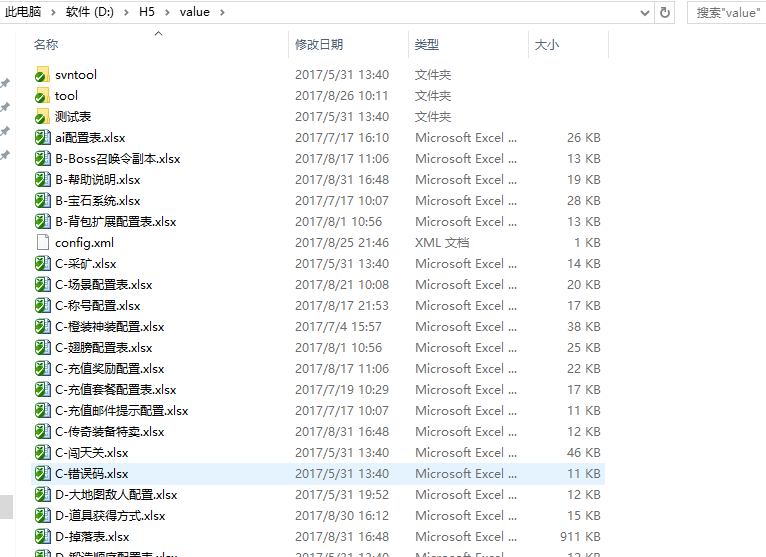 此电脑 > 软件 (D:) > H5 > value >
搜索"value"
名称 修改日期 类型 大小
svntool 2017/5/31 13:40 文件夹
tool 2017/8/26 10:11 文件夹
测试表 2017/5/31 13:40 文件夹
ai配置表.xlsx 2017/7/17 16:10 Microsoft Excel ... 26 KB
B-Boss召唤令副本.xlsx 2017/8/17 11:06 Microsoft Excel ... 13 KB
B-帮助说明.xlsx 2017/8/31 16:48 Microsoft Excel ... 19 KB
B-宝石系统.xlsx 2017/7/17 10:07 Microsoft Excel ... 28 KB
B-背包扩展配置表.xlsx 2017/8/1 10:56 Microsoft Excel ... 13 KB
config.xml 2017/8/25 21:46 XML 文档 1 KB
C-采矿.xlsx 2017/5/31 13:40 Microsoft Excel ... 14 KB
C-场景配置表.xlsx 2017/8/21 10:08 Microsoft Excel ... 20 KB
C-称号配置.xlsx 2017/8/17 21:53 Microsoft Excel ... 17 KB
C-橙装神装配置.xlsx 2017/7/4 15:57 Microsoft Excel ... 38 KB
C-翅膀配置表.xlsx 2017/8/1 10:56 Microsoft Excel ... 25 KB
C-充值奖励配置.xlsx 2017/8/17 11:06 Microsoft Excel ... 22 KB
C-充值套餐配置表.xlsx 2017/7/19 10:29 Microsoft Excel ... 17 KB
C-充值邮件提示配置.xlsx 2017/7/17 10:07 Microsoft Excel ... 11 KB
C-传奇装备特卖.xlsx 2017/8/31 16:48 Microsoft Excel ... 12 KB
C-闯天关.xlsx 2017/5/31 13:40 Microsoft Excel ... 46 KB
C-错误码.xlsx 2017/5/31 13:40 Microsoft Excel ... 11 KB
D-大地图敌人配置.xlsx 2017/5/31 19:52 Microsoft Excel ... 12 KB
D-道具获得方式.xlsx 2017/8/30 16:12 Microsoft Excel ... 15 KB
D-掉落表.xlsx 2017/8/31 16:48 Microsoft Excel ... 911 KB
D-锻造顺序配置表.xlsx 2017/5/31 13:40 Microsoft Excel ... 12 KB